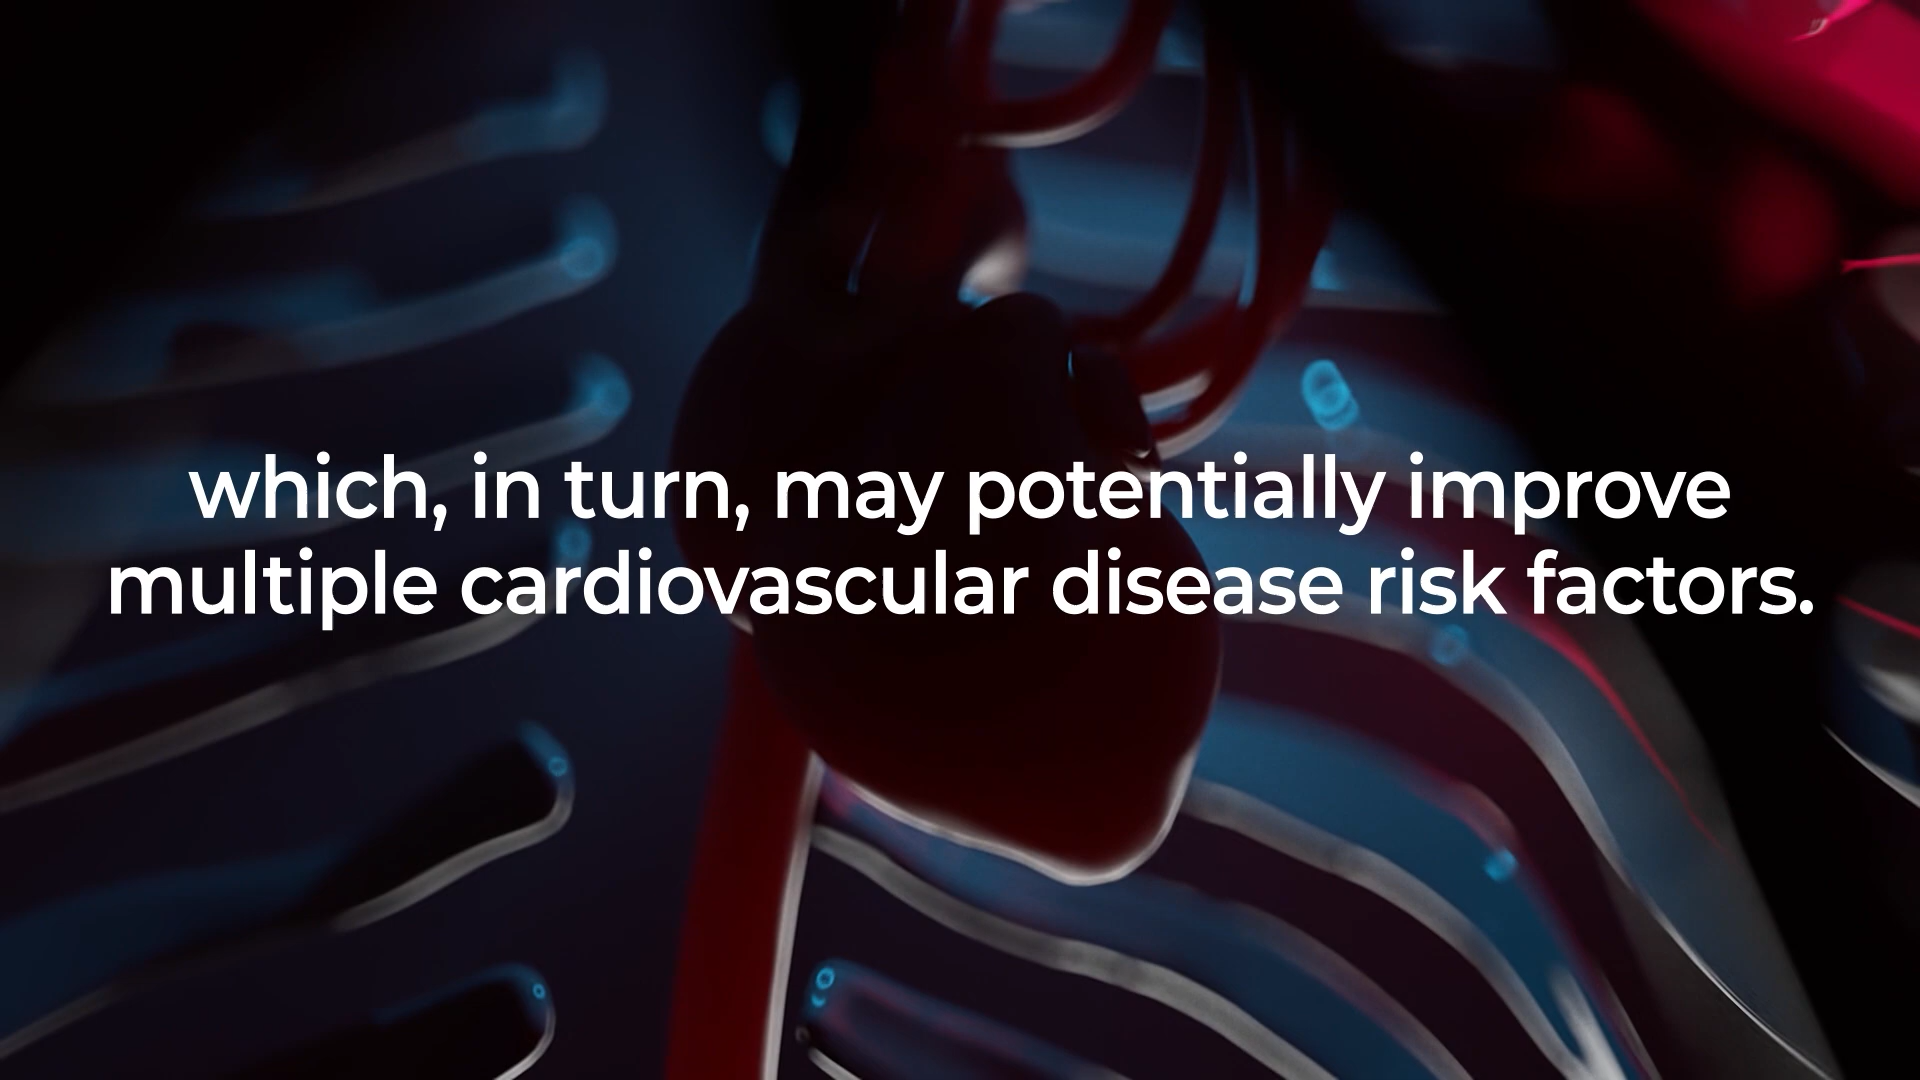 which, in turn, may potentially improve
multiple cardiovascular disease risk factors.